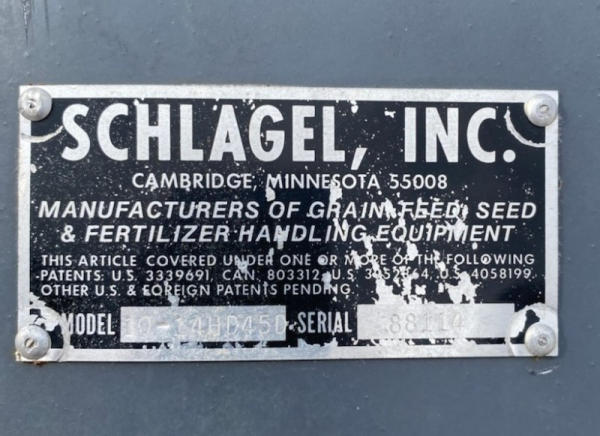 SCHLAGEL, INC.
CAMBRIDGE, MINNESOTA 55008
MANUFACTURERS OF GRAIN, FEED, SEED
& FERTILIZER HANDLING EQUIPMENT
THIS ARTICLE COVERED UNDER ONE OR MORE OF THE FOLLOWING
PATENTS: U.S. 3339691, CAN. 803312, U.S. U.S. 4058199.
OTHER U.S. & FOREIGN PATENTS PENDING.
MODEL SERIAL 88114